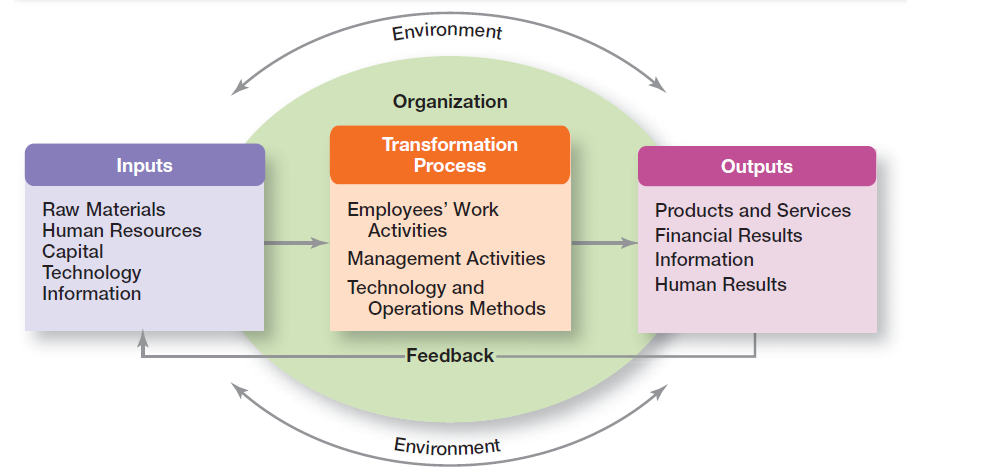 Environment
Organization
Inputs
Raw Materials
Human Resources
Capital
Technology
Information
Transformation
Process
Employees’ Work
Activities
Management Activities
Technology and
Operations Methods
Outputs
Products and Services
Financial Results
Information
Human Results
Feedback
Environment